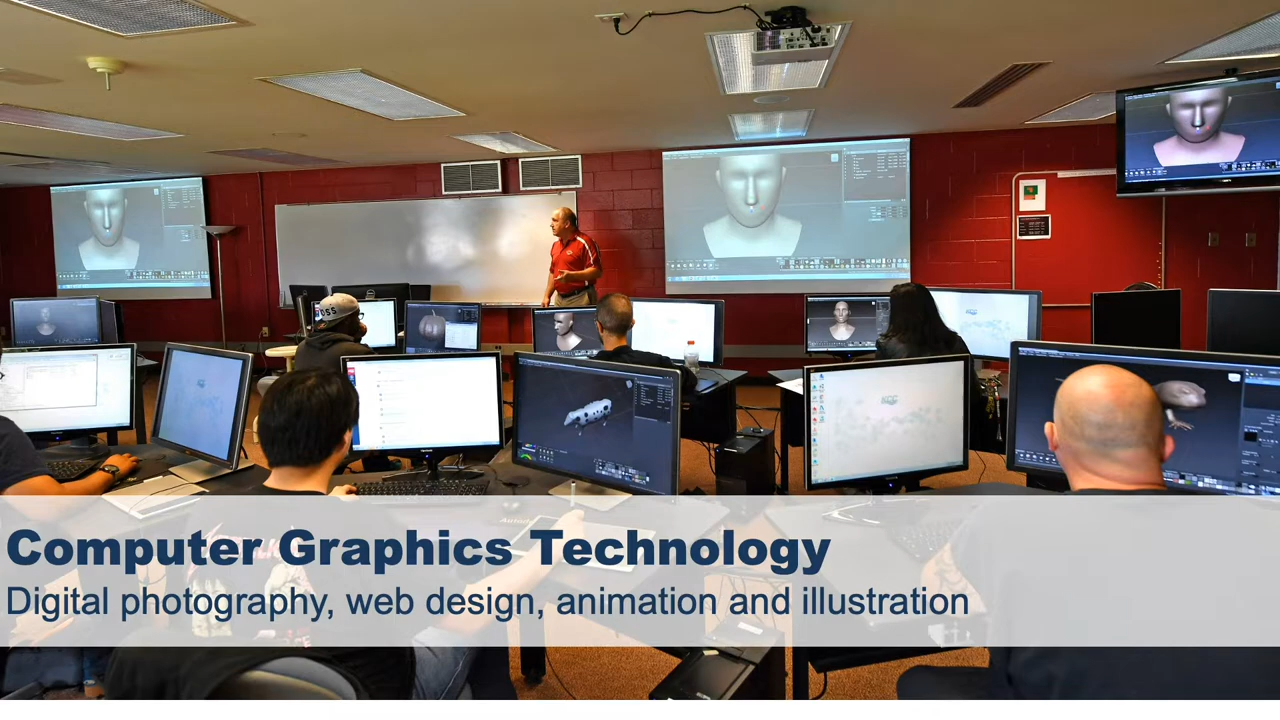 Computer Graphics Technology
Digital photography, web design, animation and illustration